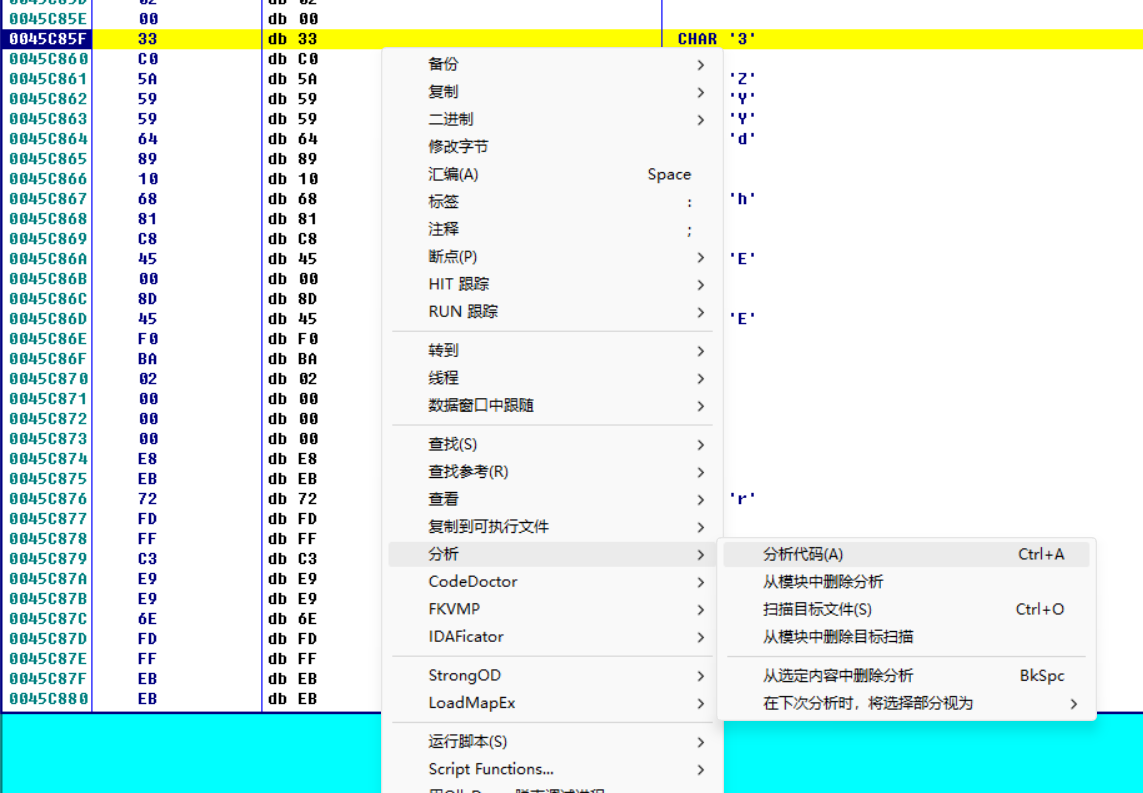 0045C85D 02 db 02
0045C85E 00 db 00
0045C85F 33 db 33 CHAR '3'
0045C860 C0 db C0
0045C861 5A db 5A 'Z'
0045C862 59 db 59 'Y'
0045C863 59 db 59 'Y'
0045C864 64 db 64 'd'
0045C865 89 db 89
0045C866 10 db 10
0045C867 68 db 68 'h'
0045C868 81 db 81
0045C869 C8 db C8
0045C86A 45 db 45 'E'
0045C86B 00 db 00
0045C86C 8D db 8D
0045C86D 45 db 45 'E'
0045C86E F0 db F0
0045C86F BA db BA
0045C870 02 db 02
0045C871 00 db 00
0045C872 00 db 00
0045C873 00 db 00
0045C874 E8 db E8
0045C875 EB db EB
0045C876 72 db 72 'r'
0045C877 FD db FD
0045C878 FF db FF
0045C879 C3 db C3
0045C87A E9 db E9
0045C87B E9 db E9
0045C87C 6E db 6E
0045C87D FD db FD
0045C87E FF db FF
0045C87F EB db EB
0045C880 EB db EB
备份
复制
二进制
修改字节
汇编(A) Space
标签 :
注释 ;
断点(P)
HIT 跟踪
RUN 跟踪
转到
线程
数据窗口中跟随
查找(S)
查找参考(R)
查看
复制到可执行文件
分析
CodeDoctor
FKVMP
IDAFicator
StrongOD
LoadMapEx
运行脚本(S)
Script Functions...
分析代码(A) Ctrl+A
从模块中删除分析
扫描目标文件(S) Ctrl+O
从模块中删除目标扫描
从选定内容中删除分析 BkSpc
在下次分析时，将选择部分视为